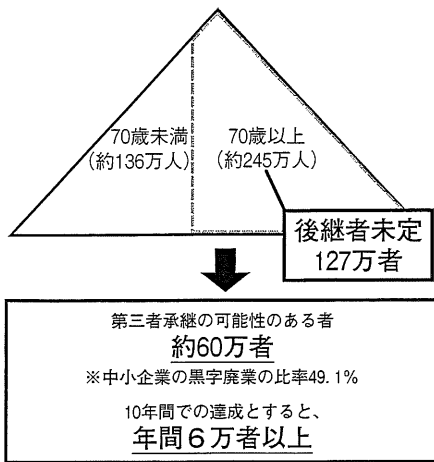 70歳未満
(約136万人)
70歳以上
(約245万人)
後継者未定
127万者
第三者承継の可能性のある者
約60万者
※中小企業の黒字廃業の比率49.1%
10年間での達成とすると、
年間6万者以上